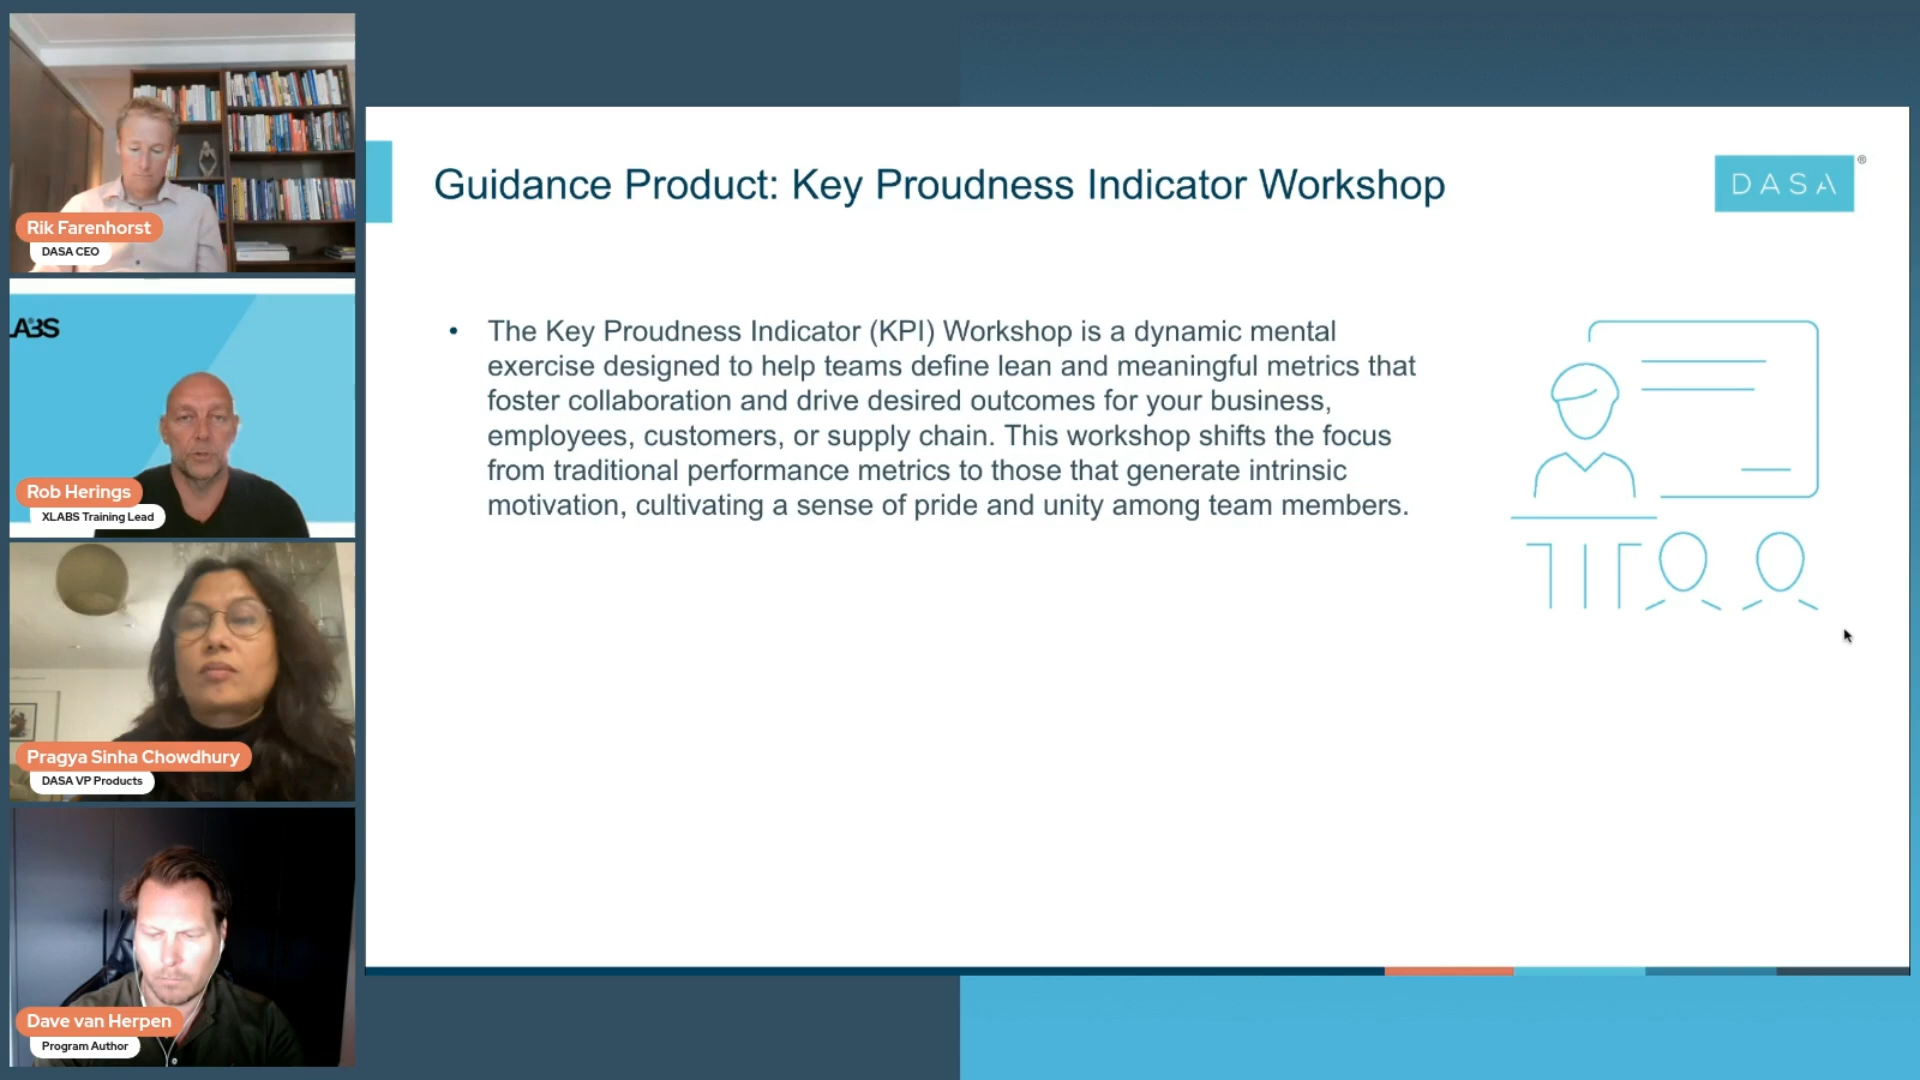 Rik Farenhorst
DASA CEO
Rob Herings
XLABS Training Lead
Pragya Sinha Chowdhury
DASA VP Products
Dave van Herpen
Program Author
Guidance Product: Key Proudness Indicator Workshop
DASA®
• The Key Proudness Indicator (KPI) Workshop is a dynamic mental
exercise designed to help teams define lean and meaningful metrics that
foster collaboration and drive desired outcomes for your business,
employees, customers, or supply chain. This workshop shifts the focus
from traditional performance metrics to those that generate intrinsic
motivation, cultivating a sense of pride and unity among team members.